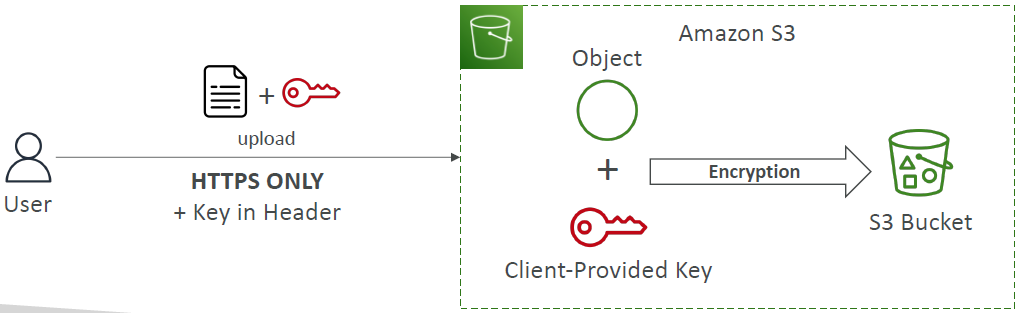 Amazon S3
Object
+
upload
HTTPS ONLY
+ Key in Header
User
+
Encryption
S3 Bucket
Client-Provided Key